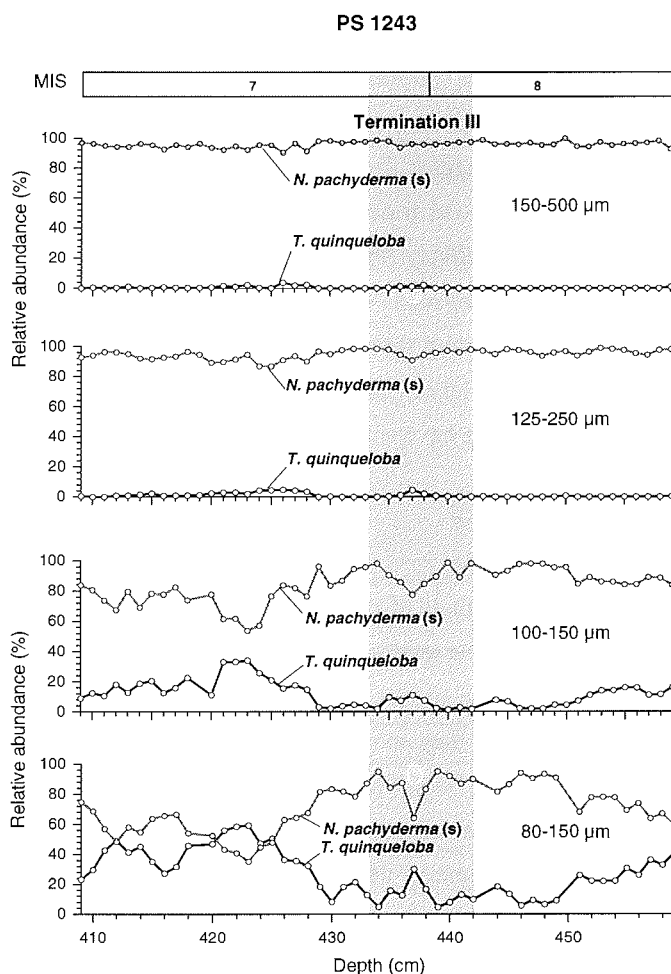 PS 1243
MIS 7 8
Termination III
100
80
60
40
20
0
N. pachyderma (s)
150-500 µm
T. quinqueloba
Relative abundance (%)
100
80
60
40
20
0
N. pachyderma (s)
125-250 µm
T. quinqueloba
100
80
60
40
20
0
N. pachyderma (s)
100-150 µm
T. quinqueloba
Relative abundance (%)
100
80
60
40
20
0
N. pachyderma (s)
80-150 µm
T. quinqueloba
410 420 430 440 450
Depth (cm)